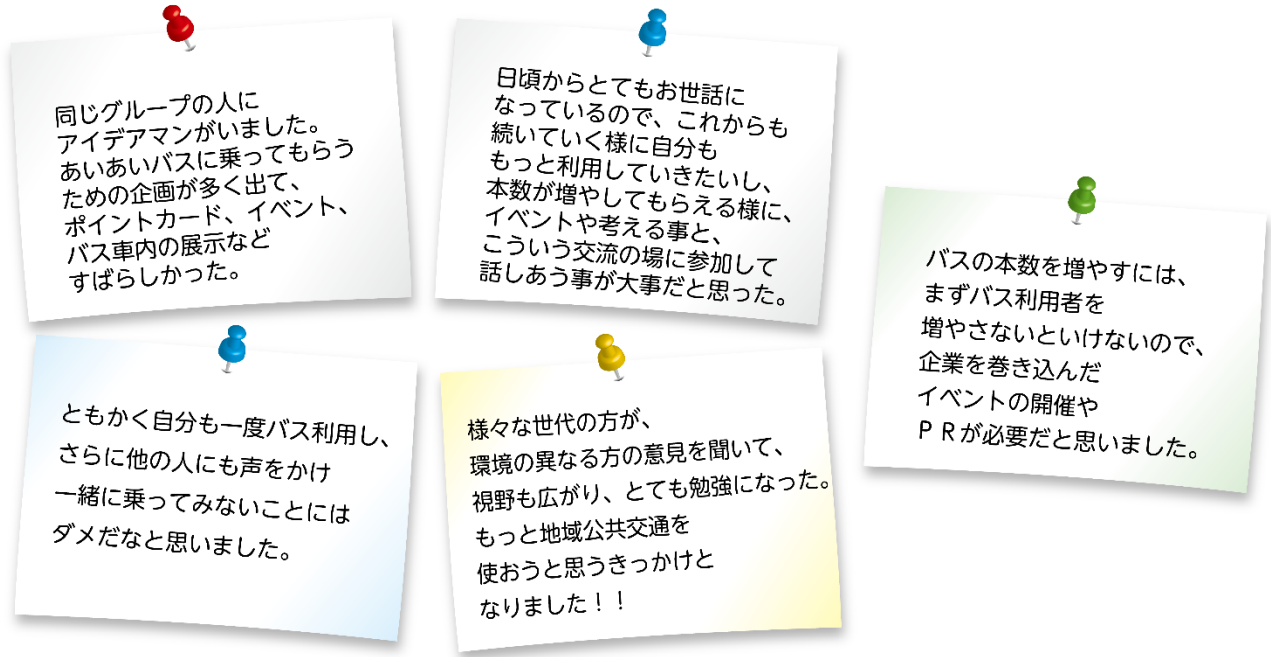 同じグループの人に
アイデアマンがいました。
あいあいバスに乗ってもらう
ための企画が多く出て、
ポイントカード、イベント、
バス車内の展示など
すばらしかった。
日頃からとてもお世話に
なっているので、これからも
続いていく様に自分も
もっと利用していきたいし、
本数が増やしてもらえる様に、
イベントや考える事と、
こういう交流の場に参加して
話しあう事が大事だと思った。
バスの本数を増やすには、
まずバス利用者を
増やさないといけないので、
企業を巻き込んだ
イベントの開催や
ＰＲが必要だと思いました。
ともかく自分も一度バス利用し、
さらに他の人にも声をかけ
一緒に乗ってみないことには
ダメだなと思いました。
様々な世代の方が、
環境の異なる方の意見を聞いて、
視野も広がり、とても勉強になった。
もっと地域公共交通を
使おうと思うきっかけと
なりました！！